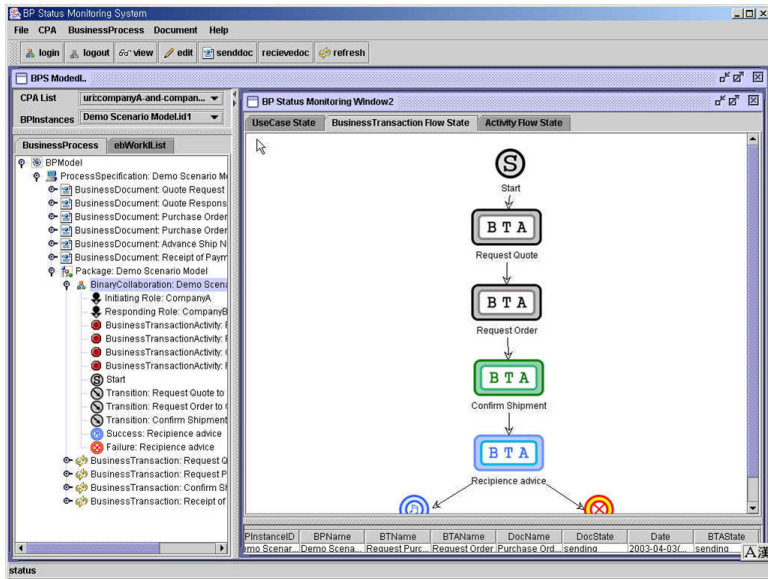 BP Status Monitoring System
File CPA BusinessProcess Document Help
login logout view edit senddoc recievedoc refresh
BPS ModedI..
CPA List uri:companyA-and-compan...
BPInstances Demo Scenario Model.id1
BusinessProcess ebWorklList
BPModel
ProcessSpecification: Demo Scenario M
BusinessDocument: Quote Request
BusinessDocument: Quote Respons
BusinessDocument: Purchase Order
BusinessDocument: Purchase Order
BusinessDocument: Advance Ship N
BusinessDocument: Receipt of Paym
Package: Demo Scenario Model
BinaryCollaboration: Demo Scena
Initiating Role: CompanyA
Responding Role: CompanyB
BusinessTransactionActivity:
BusinessTransactionActivity:
BusinessTransactionActivity:
BusinessTransactionActivity:
Start
Transition: Request Quote to
Transition: Request Order to
Transition: Confirm Shipment
Success: Recipience advice
Failure: Recipience advice
BusinessTransaction: Request Q
BusinessTransaction: Request P
BusinessTransaction: Confirm Sh
BusinessTransaction: Receipt of
BP Status Monitoring Window2
UseCase State BusinessTransaction Flow State Activity Flow State
S
Start
BTA
Request Quote
BTA
Request Order
BTA
Confirm Shipment
BTA
Recipience advice
PInstanceID BPName BTName BTAName DocName DocState Date BTAState
emo Scenar... Demo Scena... Request Purc... Request Order Purchase Ord... sending 2003-04-03(... sending
A漢
status